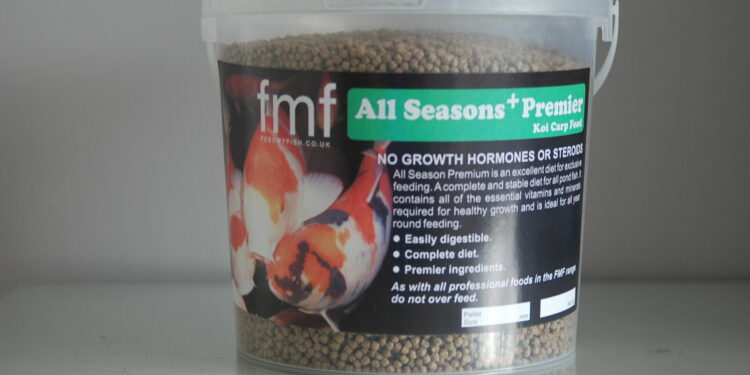 fmf
FEEDMYFISH.CO.UK
All Seasons+ Premier
Koi Carp Food
NO GROWTH HORMONES OR STEROIDS
All Season Premium is an excellent diet for exclusive
feeding. A complete and stable diet for all pond fish. It
contains all of the essential vitamins and minerals
required for healthy growth and is ideal for all year
round feeding.
● Easily digestible.
● Complete diet.
● Premier ingredients.
As with all professional foods in the FMF range
do not over feed.
Pellet
Size mm